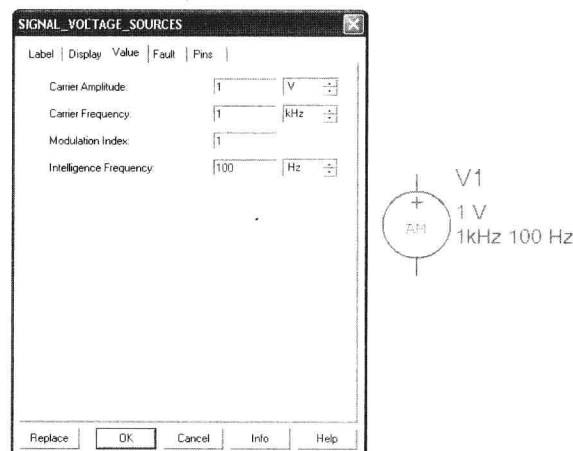 SIGNAL_VOLTAGE_SOURCES
Label Display Value Fault Pins
Carrier Amplitude: 1 V
Carrier Frequency: 1 kHz
Modulation Index: 1
Intelligence Frequency: 100 Hz
V1
AM
1 V
1kHz 100 Hz
Replace OK Cancel Info Help